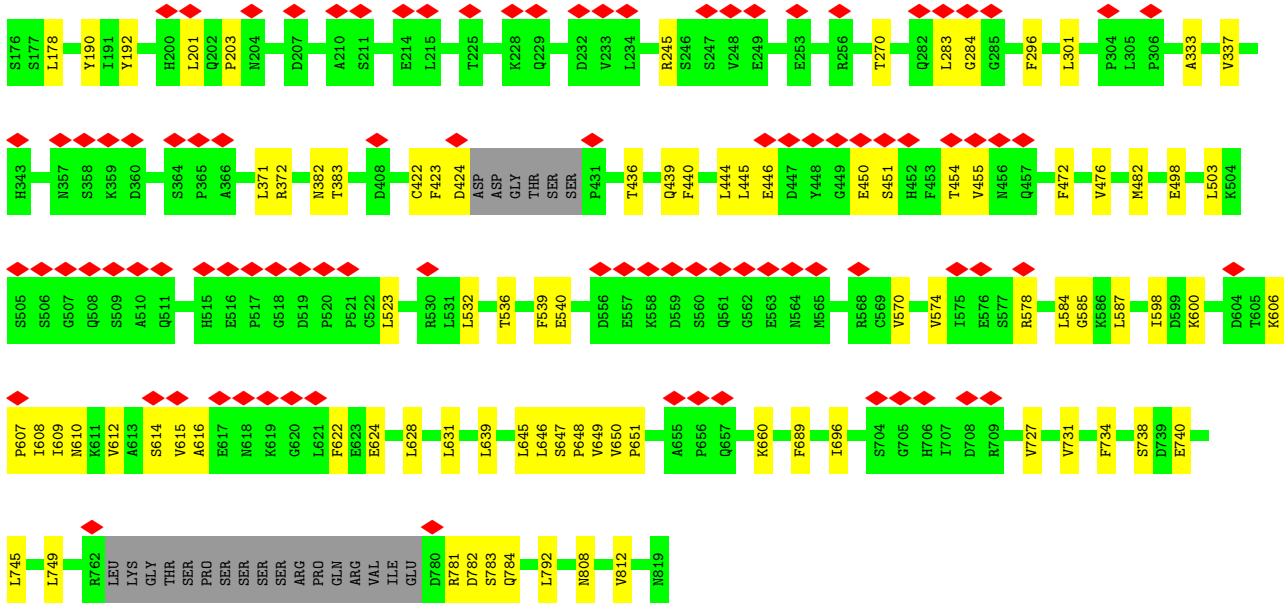 S176 S177 L178 Y190 I191 Y192 H200 L201 Q202 P203 N204 D207 A210 S211 E214 L215 T225 K228 Q229 D232 V233 L234 R245 S246 S247 V248 E249 E253 R256 T270 Q282 L283 G284 G285 F296 L301 P304 L305 P306 A333 V337
H343 N357 S358 K359 D360 S364 P365 A366 L371 R372 N382 T383 D408 C422 F423 D424 ASP ASP GLY THR SER SER P431 T436 Q439 F440 L444 L445 E446 D447 Y448 G449 E450 S451 H452 F453 T454 V455 N456 Q457 F472 V476 M482 E498 L503 K504
S505 S506 G507 Q508 S509 A510 Q511 H515 E516 P517 G518 D519 P520 P521 C522 L523 R530 L531 L532 T536 F539 E540 D556 E557 K558 D559 S560 Q561 G562 E563 N564 M565 R568 C569 V570 V574 I575 E576 S577 R578 L584 G585 K586 L587 I598 D599 K600 D604 T605 K606
P607 I608 I609 N610 K611 V612 A613 S614 V615 A616 E617 N618 K619 G620 L621 F622 E623 E624 L628 L631 L639 L645 L646 S647 P648 V649 V650 P651 A655 P656 Q657 K660 F689 I696 S704 G705 H706 I707 D708 R709 V727 V731 F734 S738 D739 E740
L745 L749 R762 LEU LYS GLY THR SER PRO SER SER SER SER ARG PRO GLN ARG VAL ILE GLU D780 R781 D782 S783 Q784 L792 N808 V812 N819